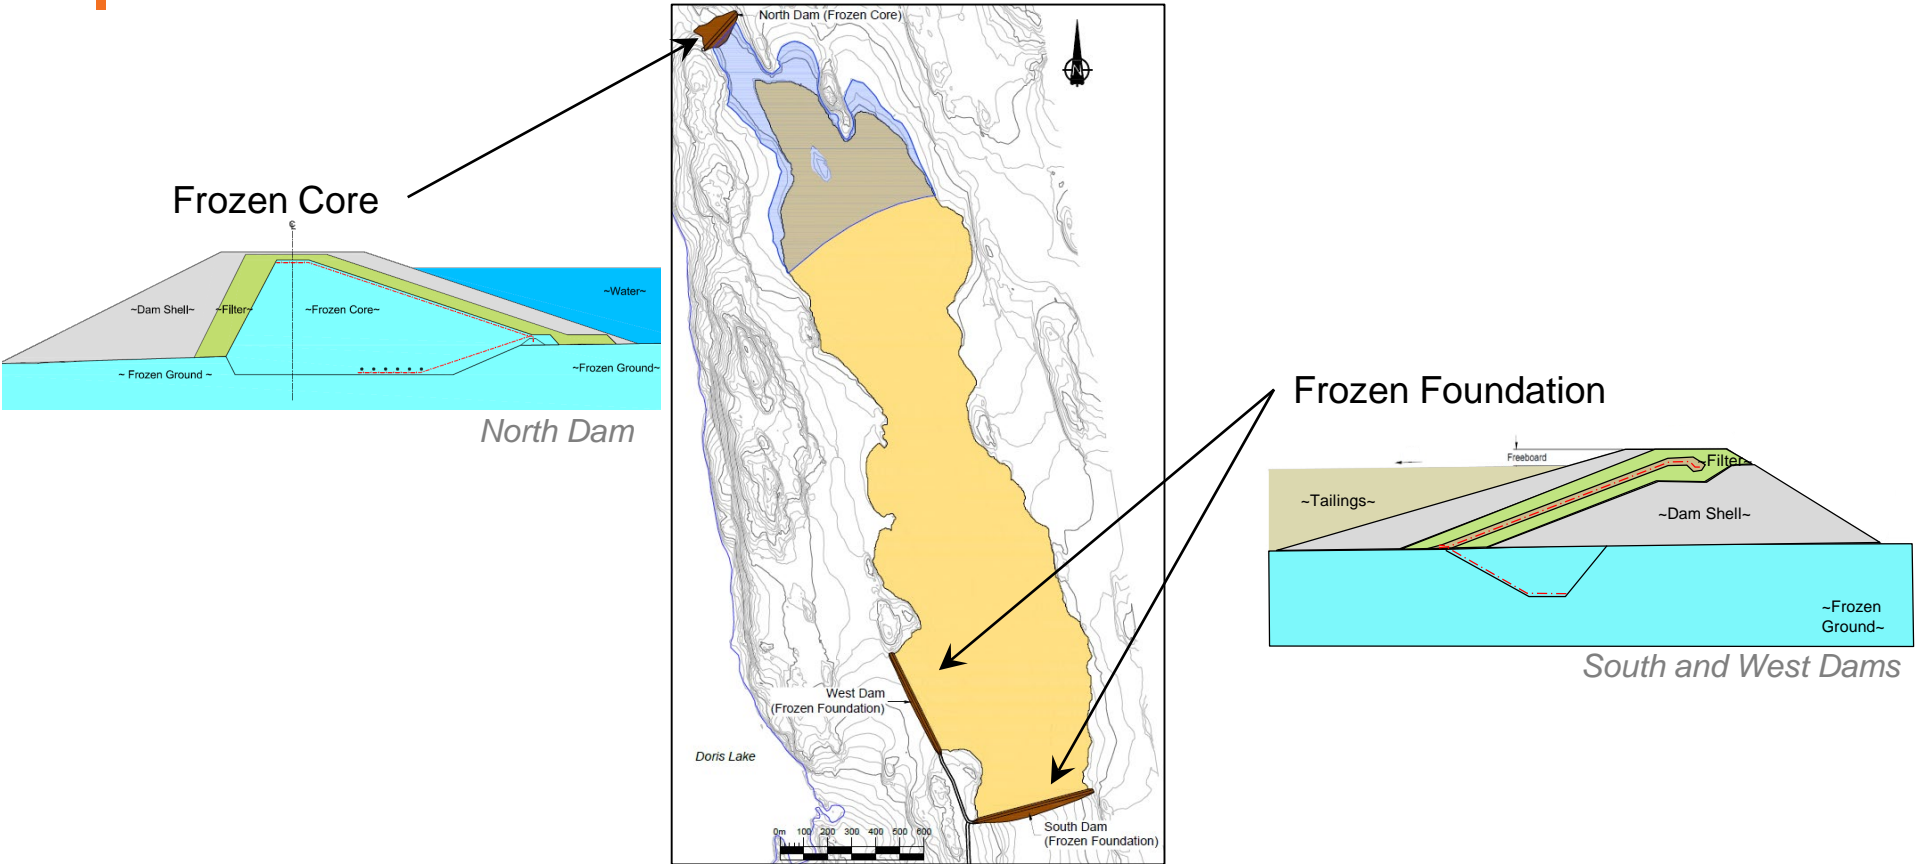 North Dam (Frozen Core)
N
Frozen Core
℄
~Dam Shell~
~Filter~
~Frozen Core~
~Water~
~ Frozen Ground ~
~Frozen Ground~
North Dam
Frozen Foundation
Freeboard
~Tailings~
~Filter~
~Dam Shell~
~Frozen
Ground~
South and West Dams
West Dam
(Frozen Foundation)
Doris Lake
0m 100 200 300 400 500 600
South Dam
(Frozen Foundation)